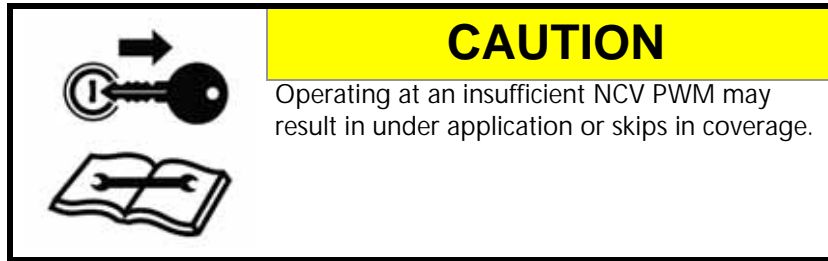 CAUTION
Operating at an insufficient NCV PWM may
result in under application or skips in coverage.